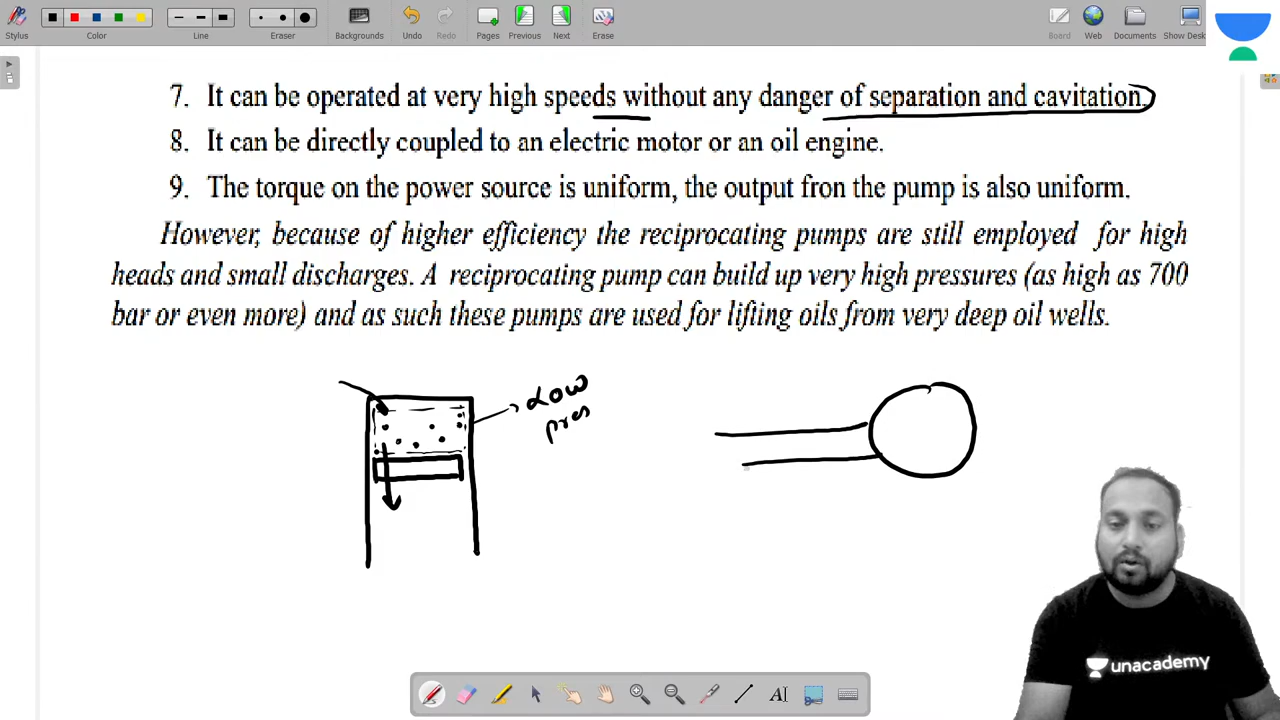 Stylus Color Line Eraser Backgrounds Undo Redo Pages Previous Next Erase Board Web Documents Show Desk
7. It can be operated at very high speeds without any danger of separation and cavitation.
8. It can be directly coupled to an electric motor or an oil engine.
9. The torque on the power source is uniform, the output fron the pump is also uniform.
However, because of higher efficiency the reciprocating pumps are still employed for high
heads and small discharges. A reciprocating pump can build up very high pressures (as high as 700
bar or even more) and as such these pumps are used for lifting oils from very deep oil wells.
Low
pres
unacademy
AI